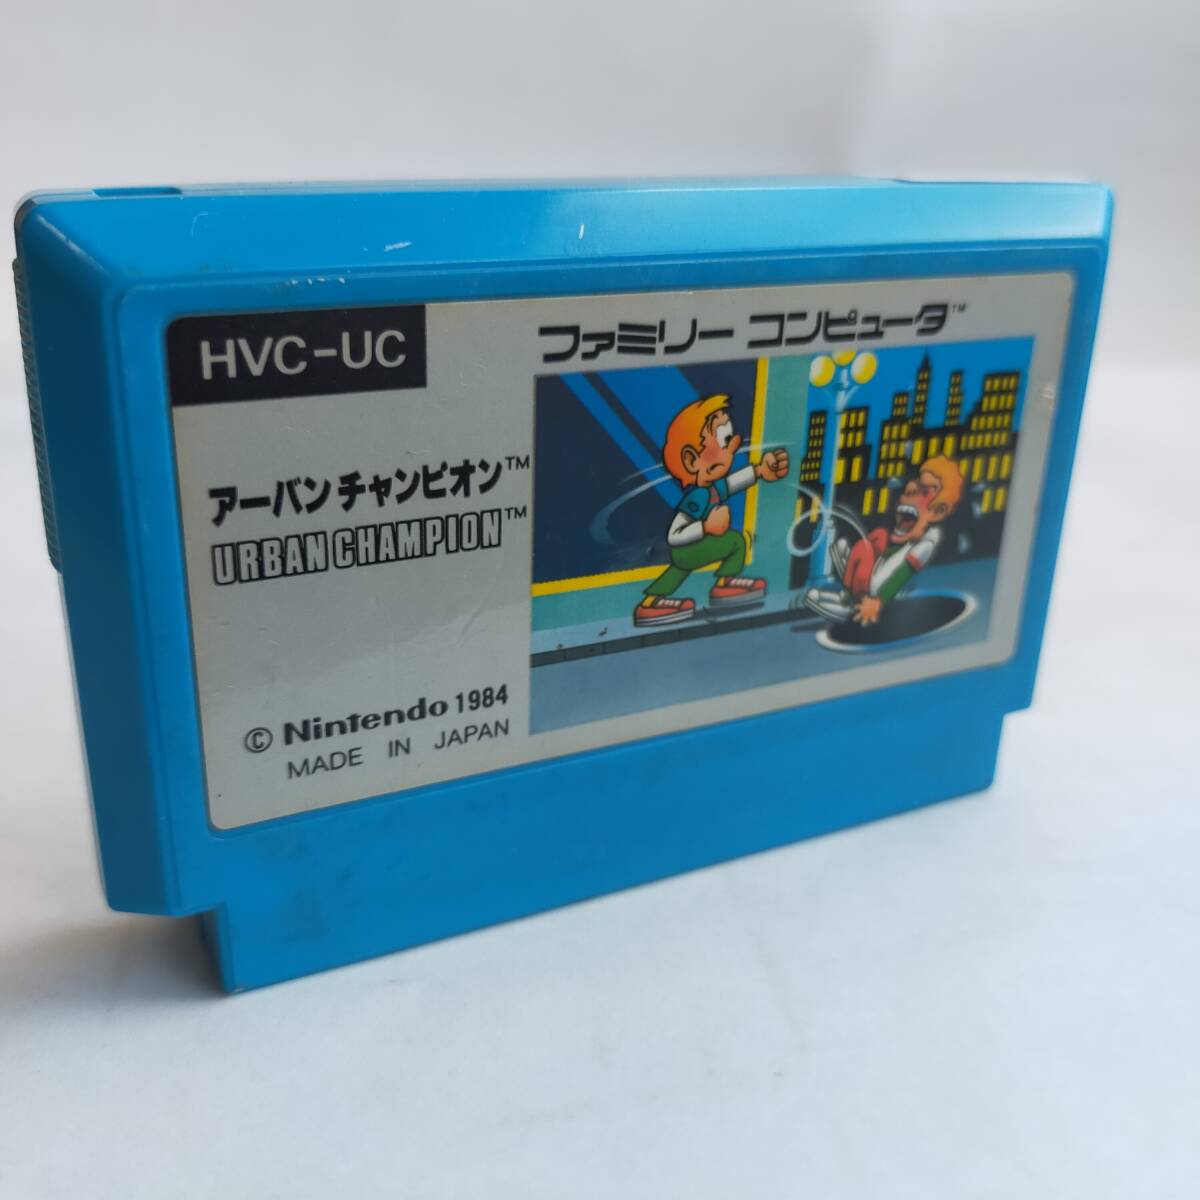 HVC-UC
ファミリー コンピュータ™
アーバンチャンピオン™
URBAN CHAMPION™
© Nintendo 1984
MADE IN JAPAN